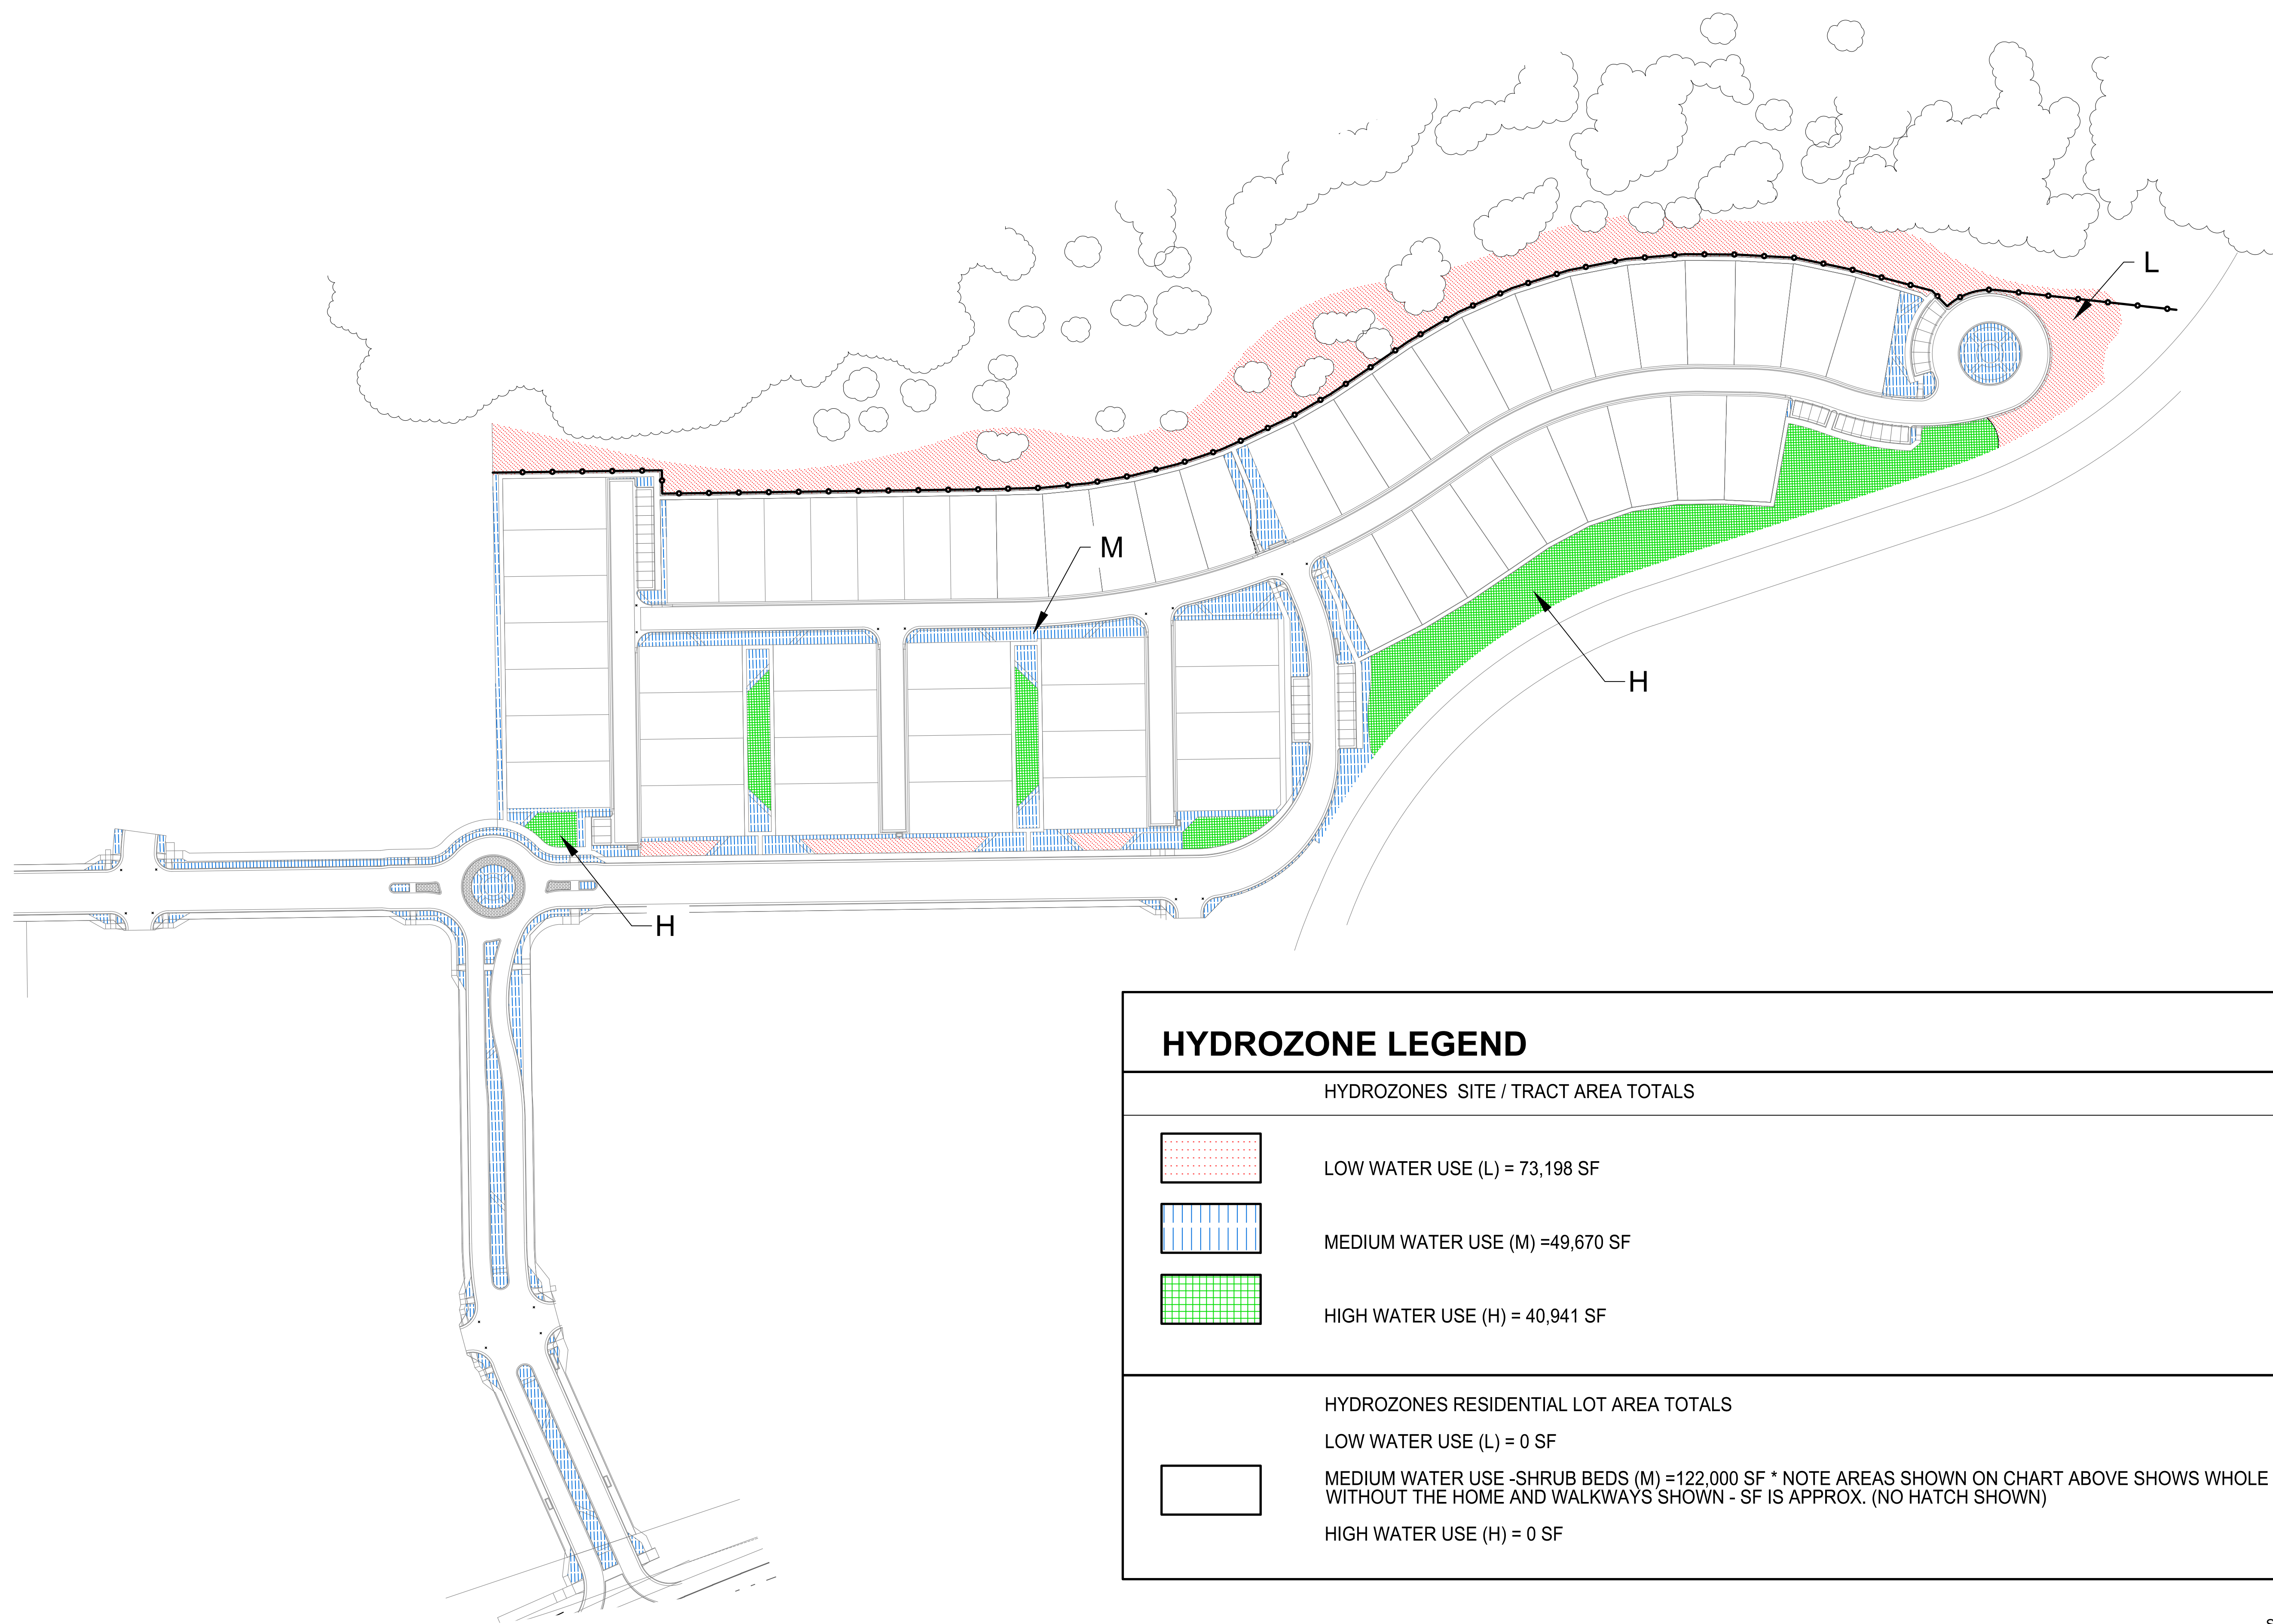 L
M
H
H
HYDROZONE LEGEND
HYDROZONES SITE / TRACT AREA TOTALS
LOW WATER USE (L) = 73,198 SF
MEDIUM WATER USE (M) =49,670 SF
HIGH WATER USE (H) = 40,941 SF
HYDROZONES RESIDENTIAL LOT AREA TOTALS
LOW WATER USE (L) = 0 SF
MEDIUM WATER USE -SHRUB BEDS (M) =122,000 SF * NOTE AREAS SHOWN ON CHART ABOVE SHOWS WHOLE
WITHOUT THE HOME AND WALKWAYS SHOWN - SF IS APPROX. (NO HATCH SHOWN)
HIGH WATER USE (H) = 0 SF